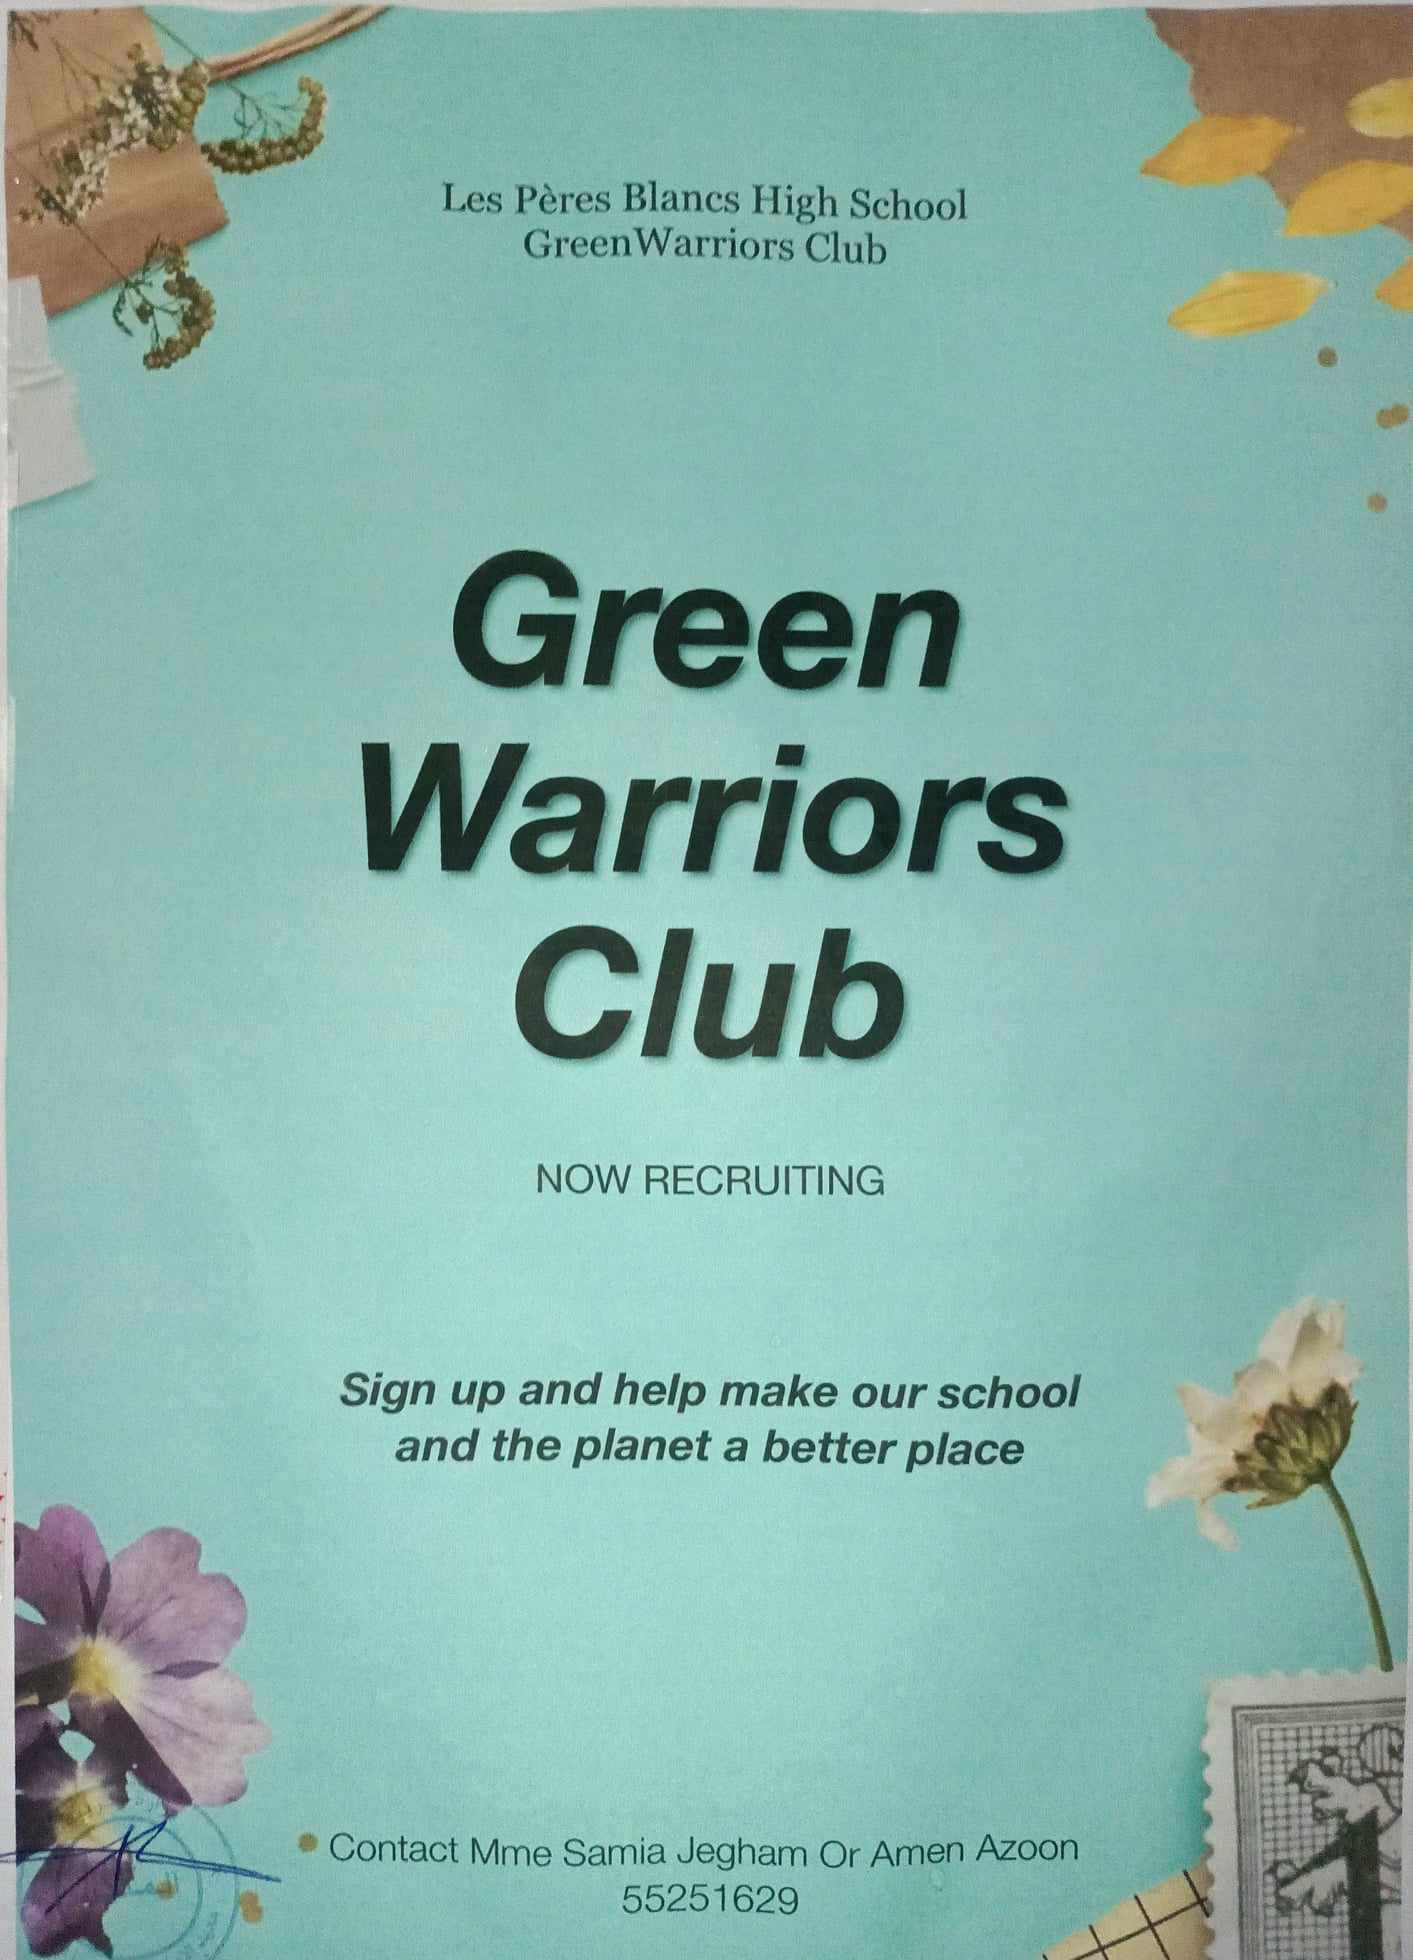 Les Pères Blancs High School
GreenWarriors Club
Green
Warriors
Club
NOW RECRUITING
Sign up and help make our school
and the planet a better place
Contact Mme Samia Jegham Or Amen Azoon
55251629
1